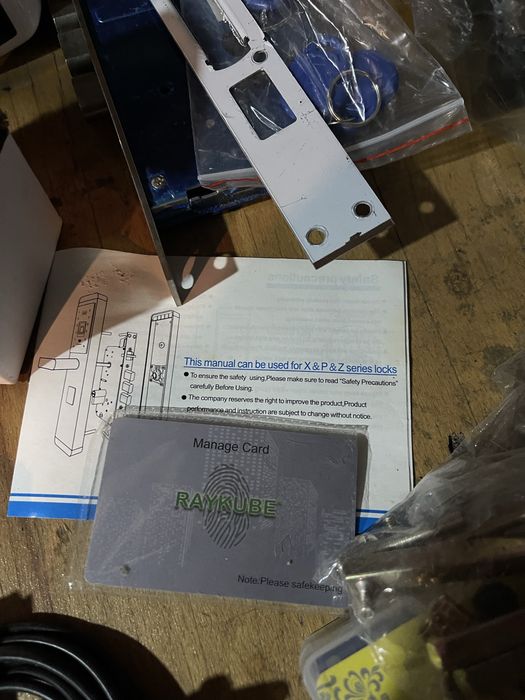 Safety precautions
This manual can be used for X & P & Z series locks
● To ensure the safety using,Please make sure to read "Safety Precautions"
carefully Before Using.
● The company reserves the right to improve the product,Product
performance and instruction are subject to change without notice.
Manage Card
RAYKUBE
Note:Please safekeeping